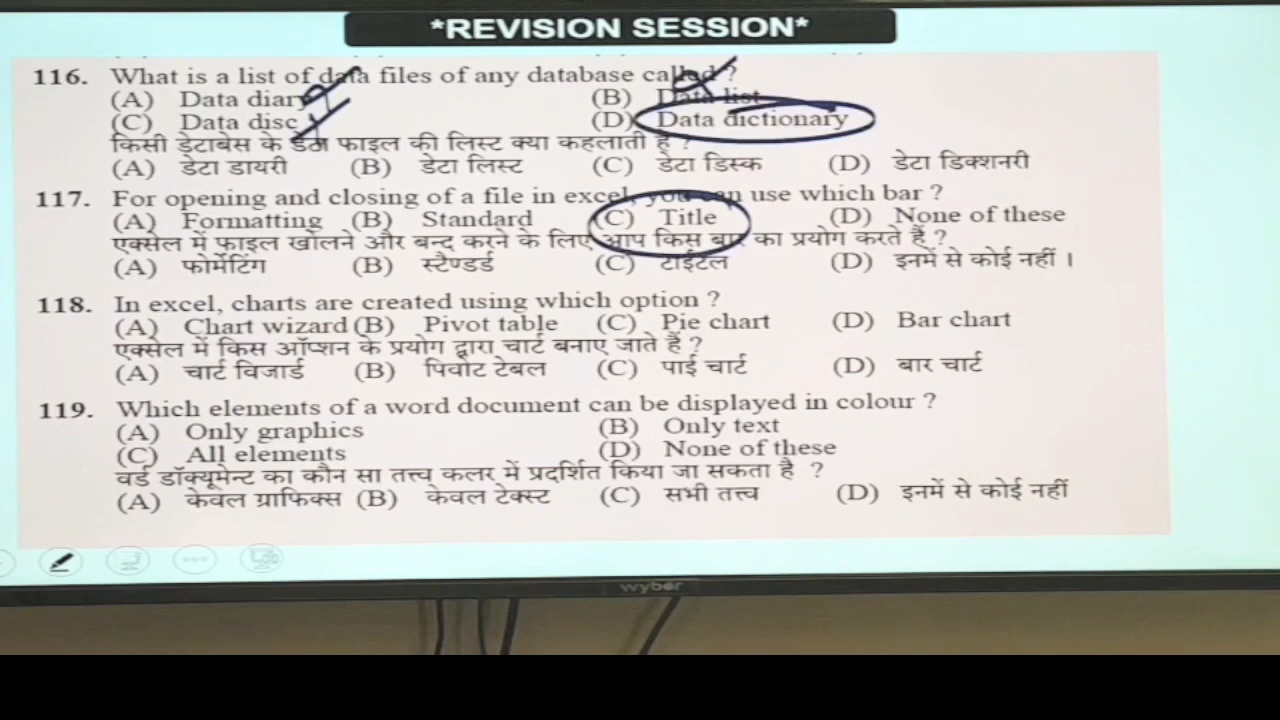 *REVISION SESSION*
116. What is a list of data files of any database called ?
(A) Data diary (B) Data list
(C) Data disc (D) Data dictionary
किसी डेटाबेस के डेटा फाइल की लिस्ट क्या कहलाती है ?
(A) डेटा डायरी (B) डेटा लिस्ट (C) डेटा डिस्क (D) डेटा डिक्शनरी
117. For opening and closing of a file in excel, you can use which bar ?
(A) Formatting (B) Standard (C) Title (D) None of these
एक्सेल में फाइल खोलने और बन्द करने के लिए आप किस बार का प्रयोग करते हैं ?
(A) फोर्मेटिंग (B) स्टैण्डर्ड (C) टाईटल (D) इनमें से कोई नहीं ।
118. In excel, charts are created using which option ?
(A) Chart wizard (B) Pivot table (C) Pie chart (D) Bar chart
एक्सेल में किस ऑप्शन के प्रयोग द्वारा चार्ट बनाए जाते हैं ?
(A) चार्ट विजार्ड (B) पिवोट टेबल (C) पाई चार्ट (D) बार चार्ट
119. Which elements of a word document can be displayed in colour ?
(A) Only graphics (B) Only text
(C) All elements (D) None of these
वर्ड डॉक्यूमेन्ट का कौन सा तत्त्व कलर में प्रदर्शित किया जा सकता है ?
(A) केवल ग्राफिक्स (B) केवल टेक्स्ट (C) सभी तत्त्व (D) इनमें से कोई नहीं
wyber